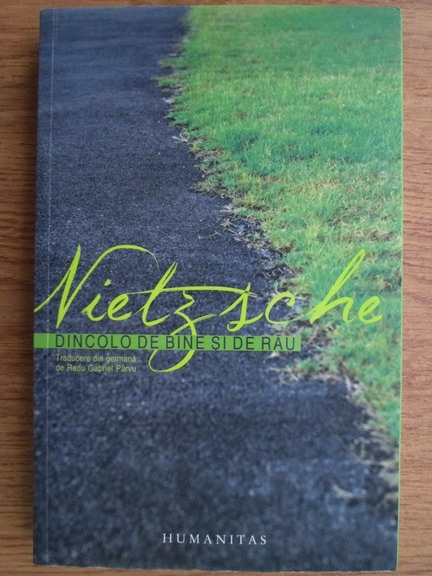 Nietzsche
DINCOLO DE BINE ȘI DE RĂU
Traducere din germană
de Radu Gabriel Pârvu
HUMANITAS